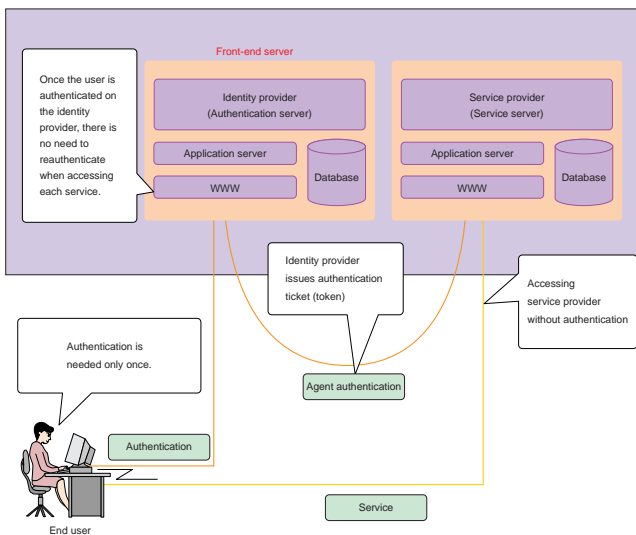 Front-end server
Once the user is
authenticated on
the identity
provider, there is
no need to
reauthenticate
when accessing
each service.
Identity provider
(Authentication server)
Application server
WWW
Database
Service provider
(Service server)
Application server
WWW
Database
Identity provider
issues authentication
ticket (token)
Accessing
service provider
without authentication
Authentication is
needed only once.
Agent authentication
Authentication
Service
End user